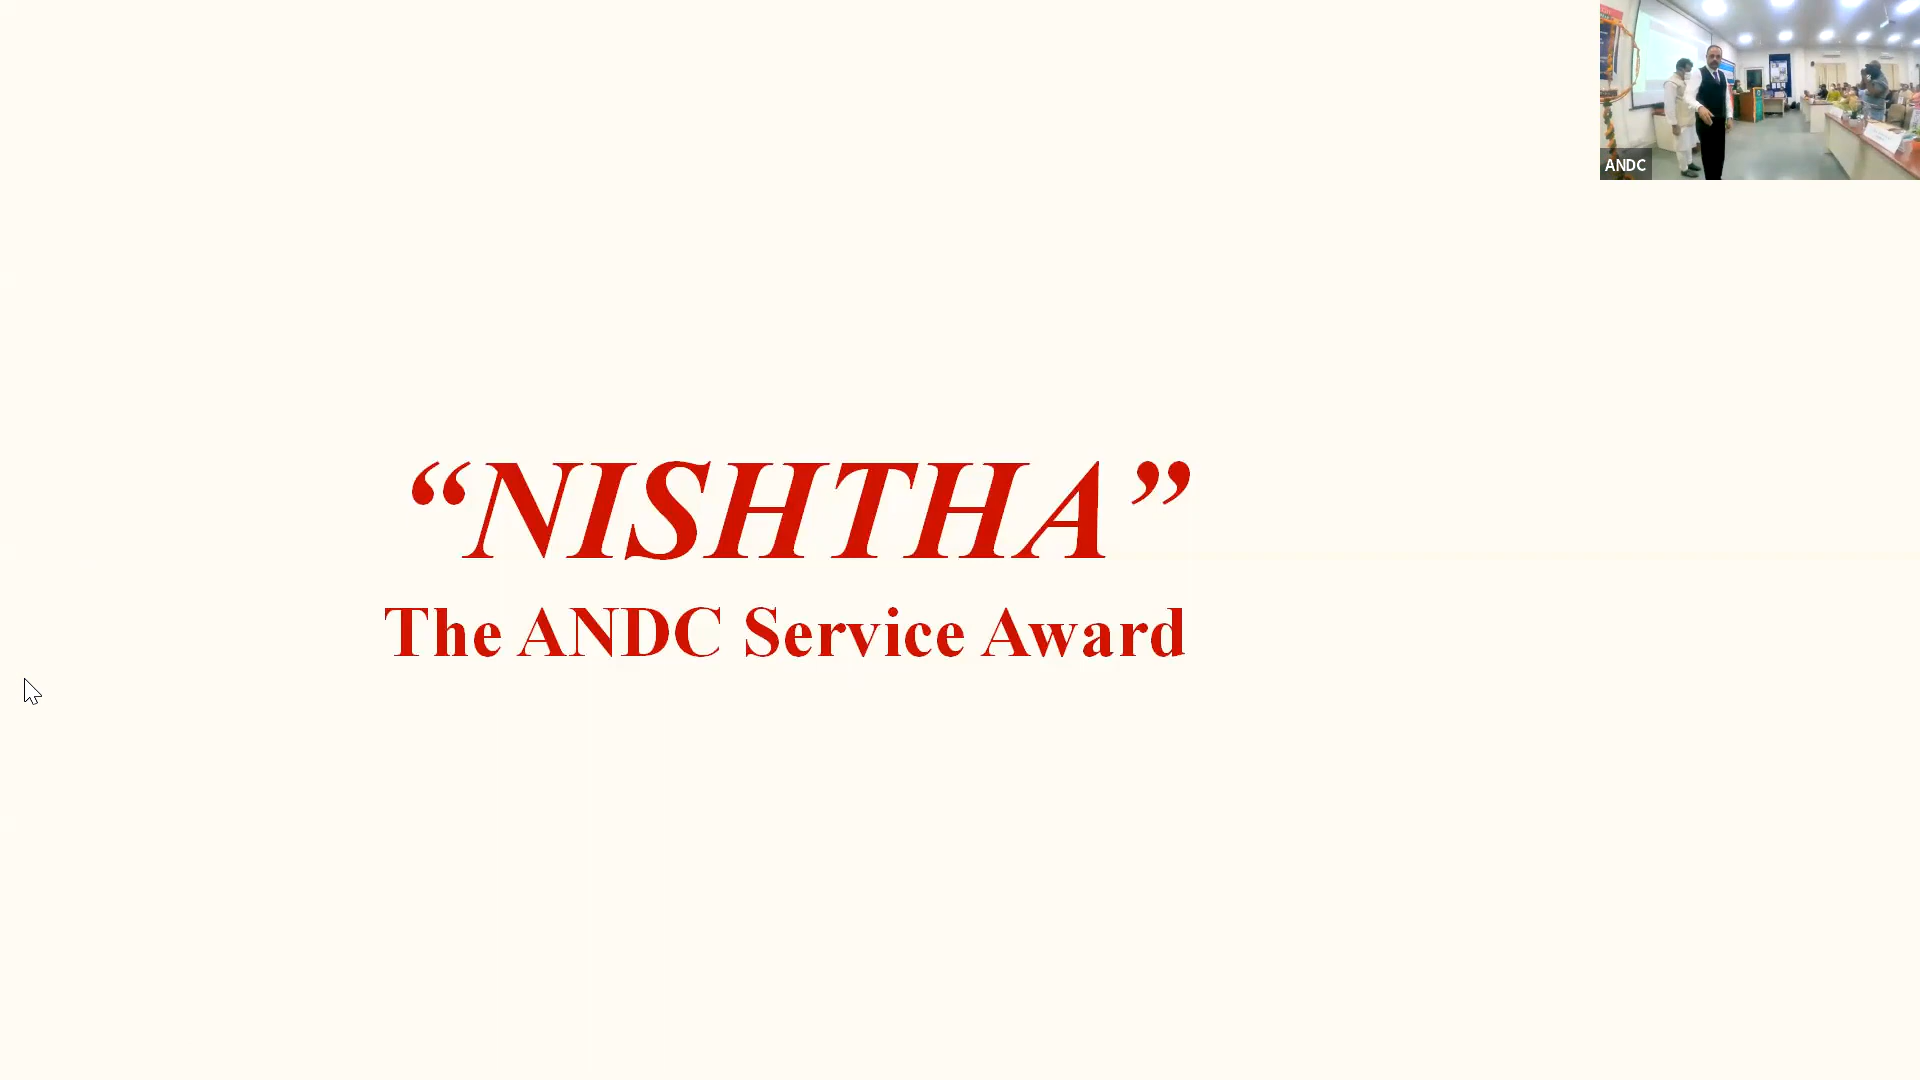 ANDC
“NISHTHA”
The ANDC Service Award